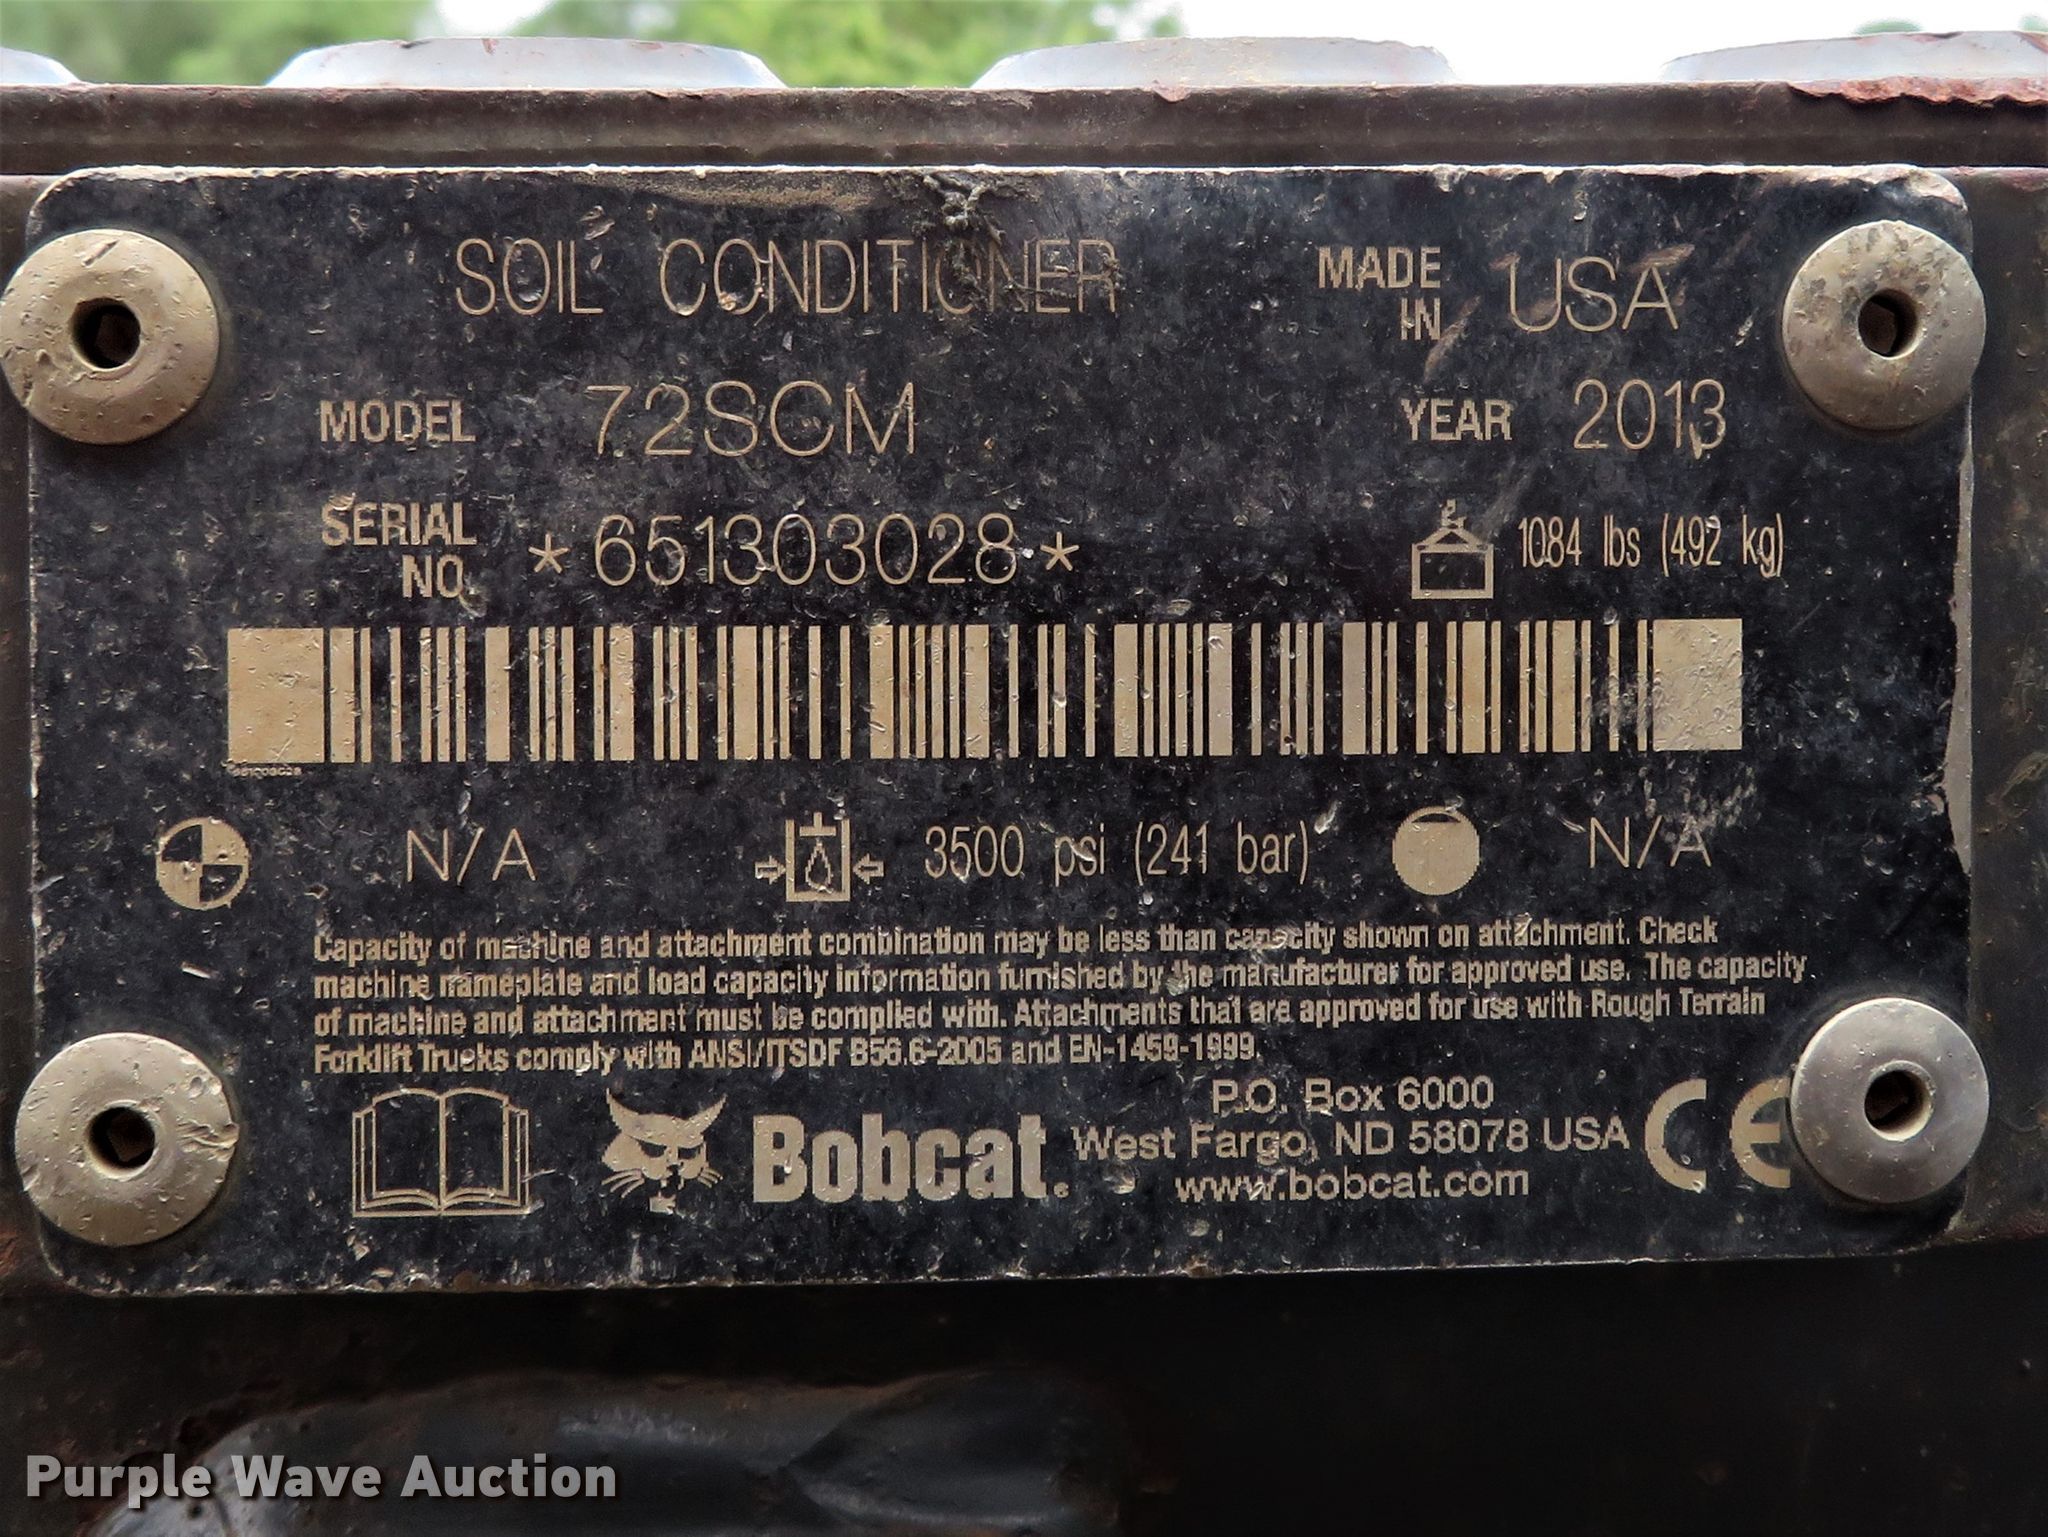 SOIL CONDITIONER
MADE IN USA
MODEL 72SCM
YEAR 2013
SERIAL NO *651303028*
1084 lbs (492 kg)
N/A
3500 psi (241 bar)
N/A
Capacity of machine and attachment combination may be less than capacity shown on attachment. Check
machine nameplate and load capacity information furnished by the manufacturer for approved use. The capacity
of machine and attachment must be complied with. Attachments that are approved for use with Rough Terrain
Forklift Trucks comply with ANSI/ITSDF B56.6-2005 and EN-1459-1999.
Bobcat.
P.O. Box 6000
West Fargo, ND 58078 USA
www.bobcat.com
CE
Purple Wave Auction